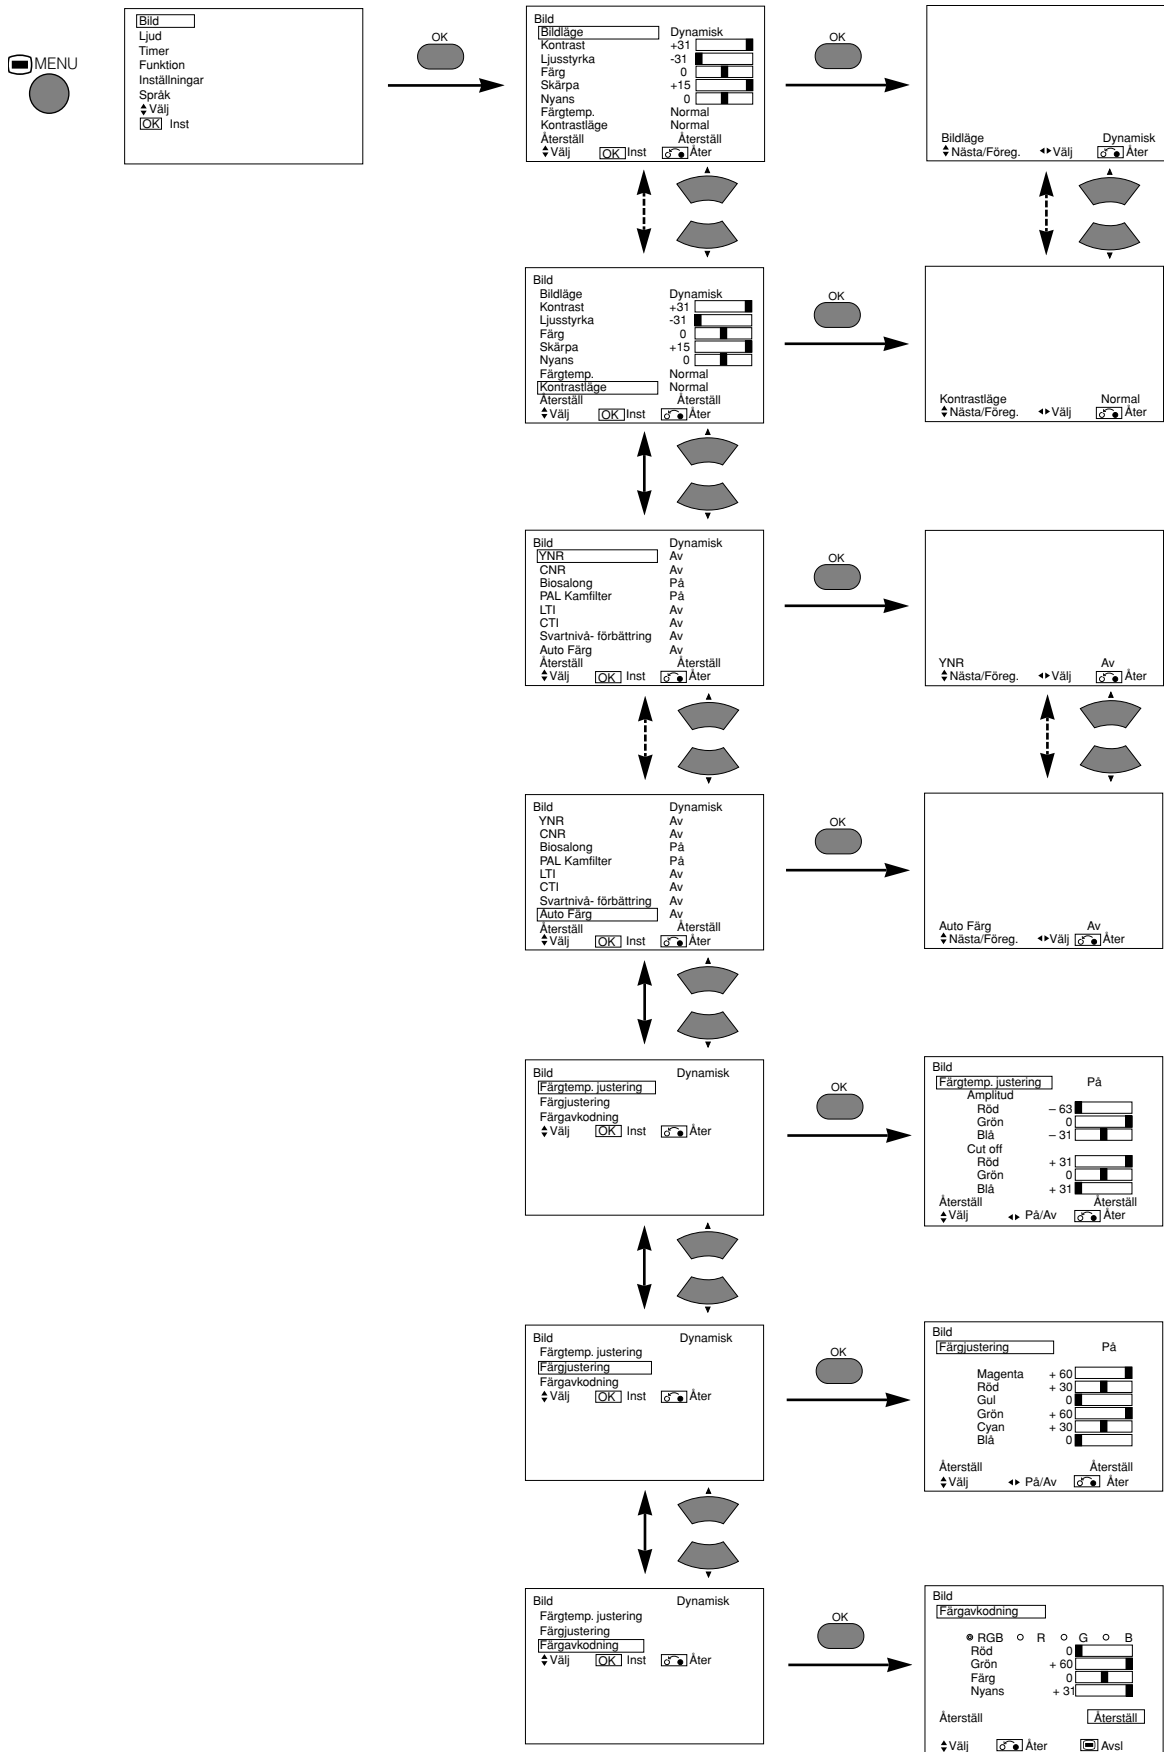 MENU
Bild
Ljud
Timer
Funktion
Inställningar
Språk
Välj
OK Inst
OK
Bild
Bildläge Dynamisk
Kontrast +31
Ljusstyrka -31
Färg 0
Skärpa +15
Nyans 0
Färgtemp. Normal
Kontrastläge Normal
Återställ Återställ
Välj OK Inst Åter
OK
Bildläge Dynamisk
Nästa/Föreg. Välj Åter
Bild
Bildläge Dynamisk
Kontrast +31
Ljusstyrka -31
Färg 0
Skärpa +15
Nyans 0
Färgtemp. Normal
Kontrastläge Normal
Återställ Återställ
Välj OK Inst Åter
OK
Kontrastläge Normal
Nästa/Föreg. Välj Åter
Bild Dynamisk
YNR Av
CNR Av
Biosalong På
PAL Kamfilter På
LTI Av
CTI Av
Svartnivå- förbättring Av
Auto Färg Av
Återställ Återställ
Välj OK Inst Åter
OK
YNR Av
Nästa/Föreg. Välj Åter
Bild Dynamisk
YNR Av
CNR Av
Biosalong På
PAL Kamfilter På
LTI Av
CTI Av
Svartnivå- förbättring Av
Auto Färg Av
Återställ Återställ
Välj OK Inst Åter
OK
Auto Färg Av
Nästa/Föreg. Välj Åter
Bild Dynamisk
Färgtemp. justering
Färgjustering
Färgavkodning
Välj OK Inst Åter
OK
Bild
Färgtemp. justering På
Amplitud
Röd – 63
Grön 0
Blå – 31
Cut off
Röd + 31
Grön 0
Blå + 31
Återställ Återställ
Välj På/Av Åter
Bild Dynamisk
Färgtemp. justering
Färgjustering
Färgavkodning
Välj OK Inst Åter
OK
Bild
Färgjustering På
Magenta + 60
Röd + 30
Gul 0
Grön + 60
Cyan + 30
Blå 0
Återställ Återställ
Välj På/Av Åter
Bild Dynamisk
Färgtemp. justering
Färgjustering
Färgavkodning
Välj OK Inst Åter
OK
Bild
Färgavkodning
RGB R G B
Röd 0
Grön + 60
Färg 0
Nyans + 31
Återställ Återställ
Välj Åter Avsl